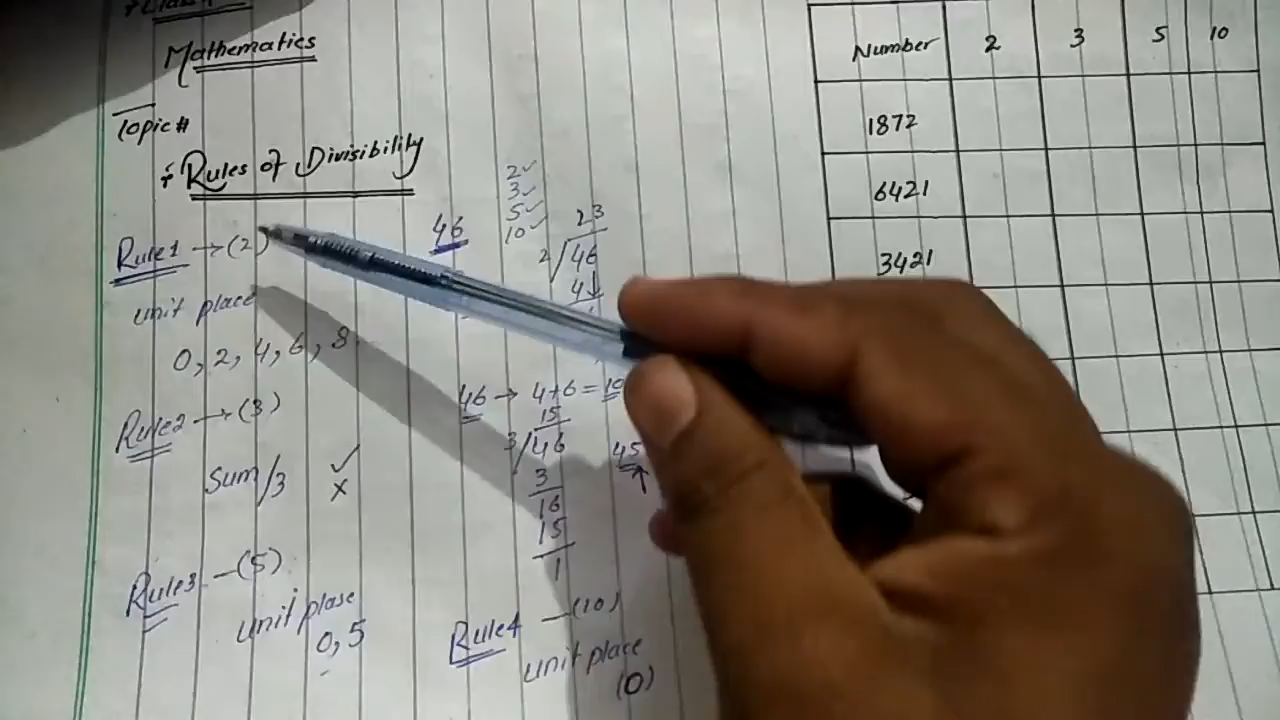 Mathematics
Topic#
Rules of Divisibility
Rule1 → (2)
unit place
0, 2, 4, 6, 8
Rule2 → (3)
Sum/3 ✓
x
Rule3 – (5)
unit plase
0, 5
46
2✓
3✓
5✓
10✓
23
2/46
4↓
46 → 4+6 = 10
15
3/46
3
16
15
1
45
↑
Rule4 – (10)
unit place
(0)
Number 2 3 5 10
1872
6421
3421